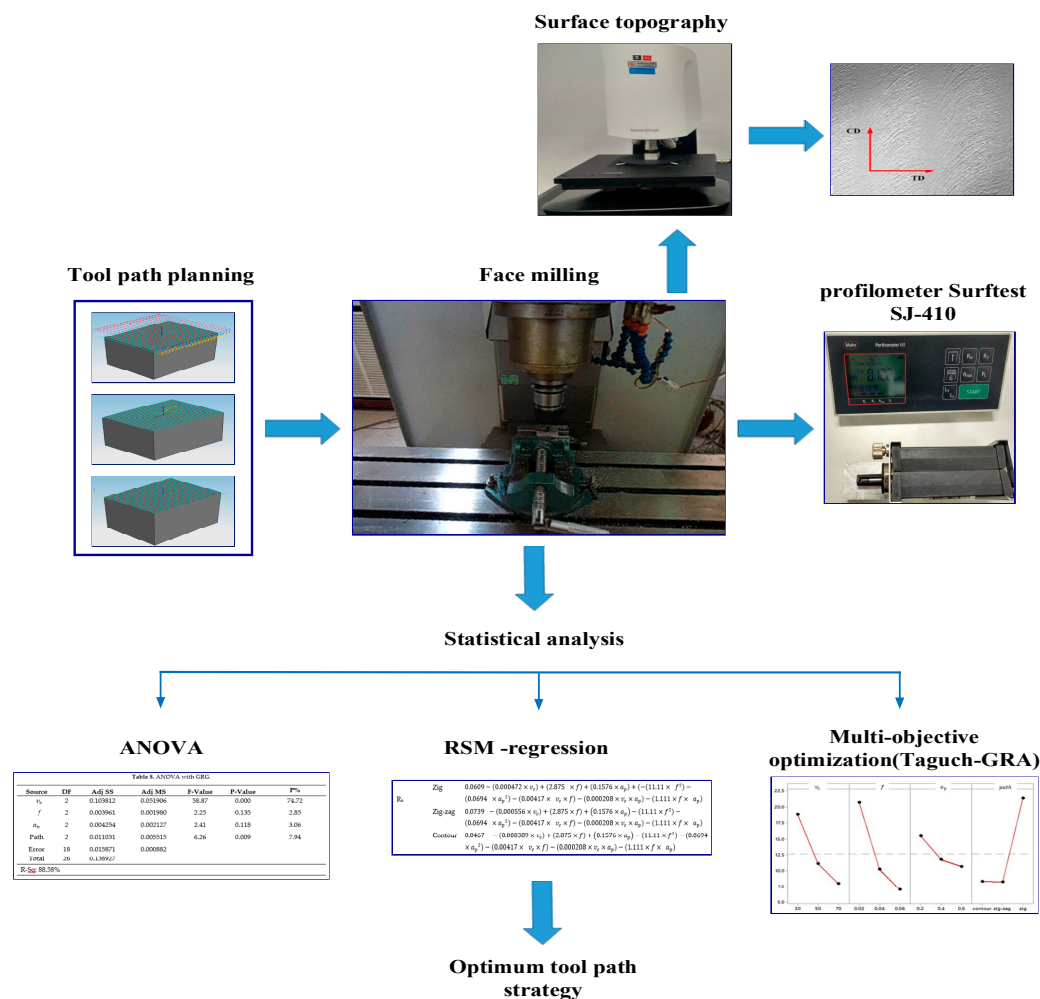 Surface topography
SENSOFAR
CD
TD
Tool path planning
Face milling
profilometer Surftest
SJ-410
Main
Perthometer M1
START
Statistical analysis
ANOVA
RSM -regression
Multi-objective
optimization(Taguch-GRA)
Table 8. ANOVA with GRG.
Source DF Adj SS Adj MS F-Value P-Value P%
vc 2 0.103812 0.051906 58.87 0.000 74.72
f 2 0.003961 0.001980 2.25 0.135 2.85
ap 2 0.004254 0.002127 2.41 0.118 3.06
Path 2 0.011031 0.005515 6.26 0.009 7.94
Error 18 0.015871 0.000882
Total 26 0.138927
R-Sq: 88.58%
Zig 0.0609 − (0.000472 × vc) + (2.875 × f) + (0.1576 × ap) + (−(11.11 × f²) −
Ra (0.0694 × ap²) − (0.00417 × vc × f) − (0.000208 × vc × ap) − (1.111 × f × ap)
Zig-zag 0.0739 − (0.000556 × vc) + (2.875 × f) + (0.1576 × ap) − (11.11 × f²) −
(0.0694 × ap²) − (0.00417 × vc × f) − (0.000208 × vc × ap) − (1.111 × f × ap)
Contour 0.0467 − (0.000309 × vc) + (2.875 × f) + (0.1576 × ap) − (11.11 × f²) − (0.0694
× ap²) − (0.00417 × vc × f) − (0.000208 × vc × ap) − (1.111 × f × ap)
vc f ap path
22.5
20.0
17.5
15.0
12.5
10.0
7.5
5.0
30 50 70 0.02 0.04 0.06 0.2 0.4 0.6 contour zig-zag zig
Optimum tool path
strategy